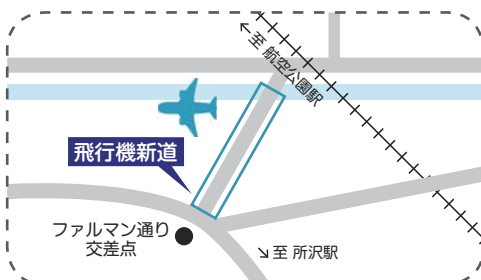 ↖至 航空公園駅
飛行機新道
ファルマン通り
交差点
↘至 所沢駅